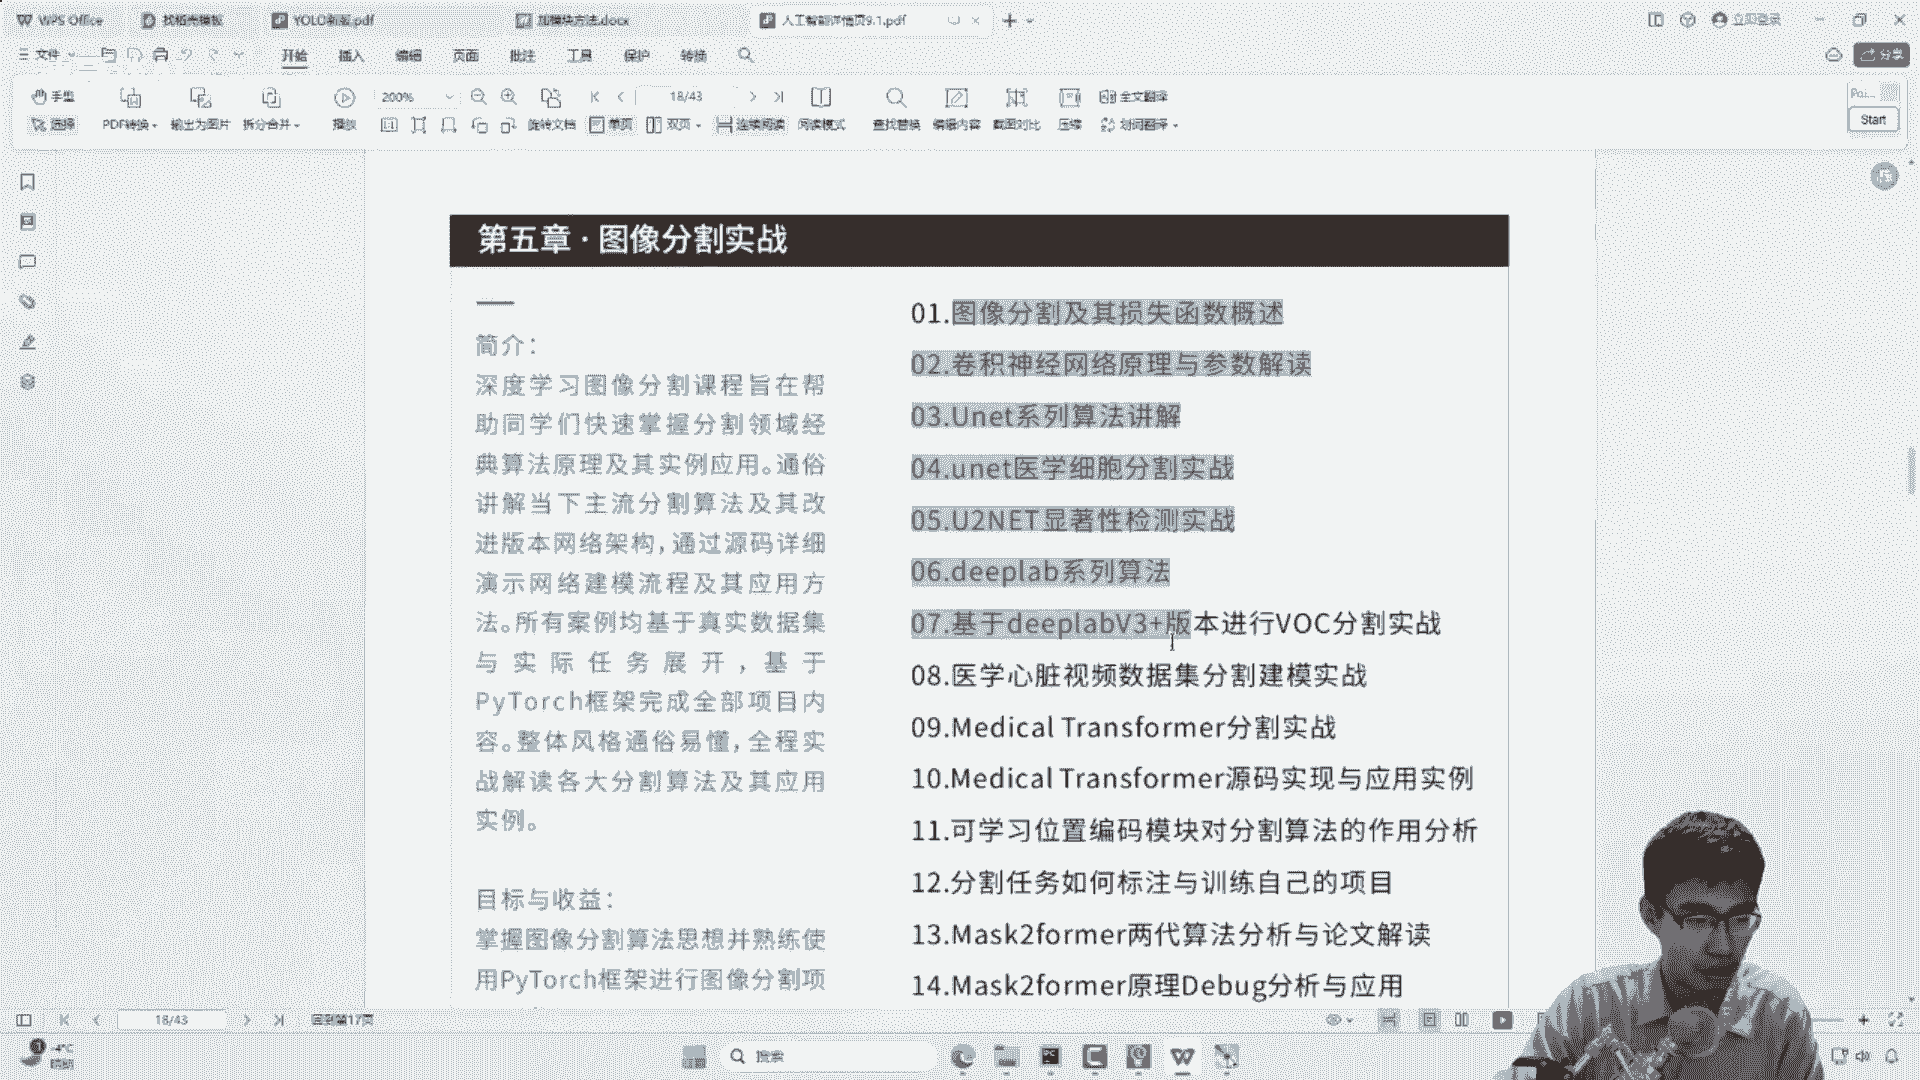 WPS Office
找稻壳模板
YOLO新版.pdf
加模块方法.docx
人工智能详情页9.1.pdf
立即登录
文件
开始
插入
编辑
页面
批注
工具
保护
转换
分享
手型
200%
18/43
全文翻译
选择
PDF转换
输出为图片
拆分合并
播放
旋转文档
单页
双页
连续阅读
阅读模式
查找替换
编辑内容
截图对比
压缩
划词翻译
Start
第五章 · 图像分割实战
简介：
深度学习图像分割课程旨在帮
助同学们快速掌握分割领域经
典算法原理及其实例应用。通俗
讲解当下主流分割算法及其改
进版本网络架构，通过源码详细
演示网络建模流程及其应用方
法。所有案例均基于真实数据集
与实际任务展开，基于
PyTorch框架完成全部项目内
容。整体风格通俗易懂，全程实
战解读各大分割算法及其应用
实例。
目标与收益：
掌握图像分割算法思想并熟练使
用PyTorch框架进行图像分割项
01.图像分割及其损失函数概述
02.卷积神经网络原理与参数解读
03.Unet系列算法讲解
04.unet医学细胞分割实战
05.U2NET显著性检测实战
06.deeplab系列算法
07.基于deeplabV3+版本进行VOC分割实战
08.医学心脏视频数据集分割建模实战
09.Medical Transformer分割实战
10.Medical Transformer源码实现与应用实例
11.可学习位置编码模块对分割算法的作用分析
12.分割任务如何标注与训练自己的项目
13.Mask2former两代算法分析与论文解读
14.Mask2former原理Debug分析与应用
18/43
回到第17页
-4°C
搜索